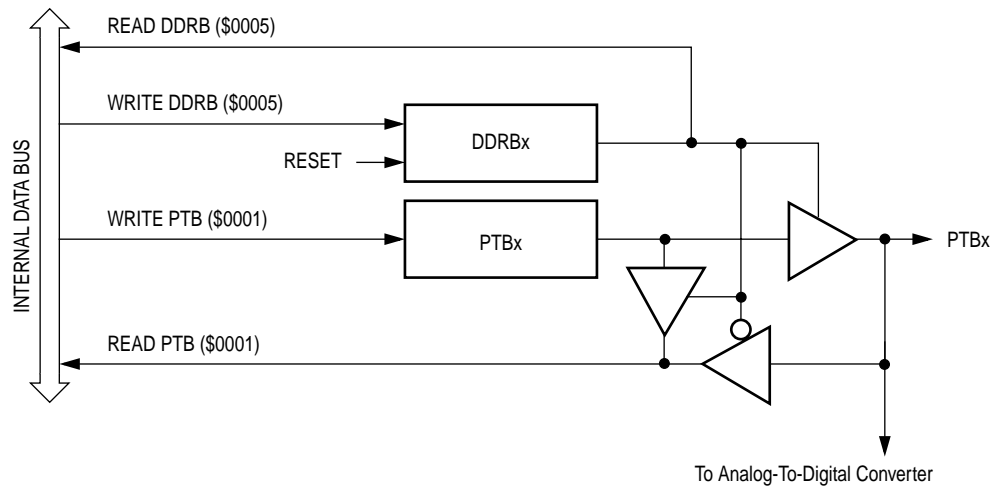 READ DDRB ($0005)
WRITE DDRB ($0005)
DDRBx
RESET
INTERNAL DATA BUS
WRITE PTB ($0001)
PTBx
PTBx
READ PTB ($0001)
To Analog-To-Digital Converter